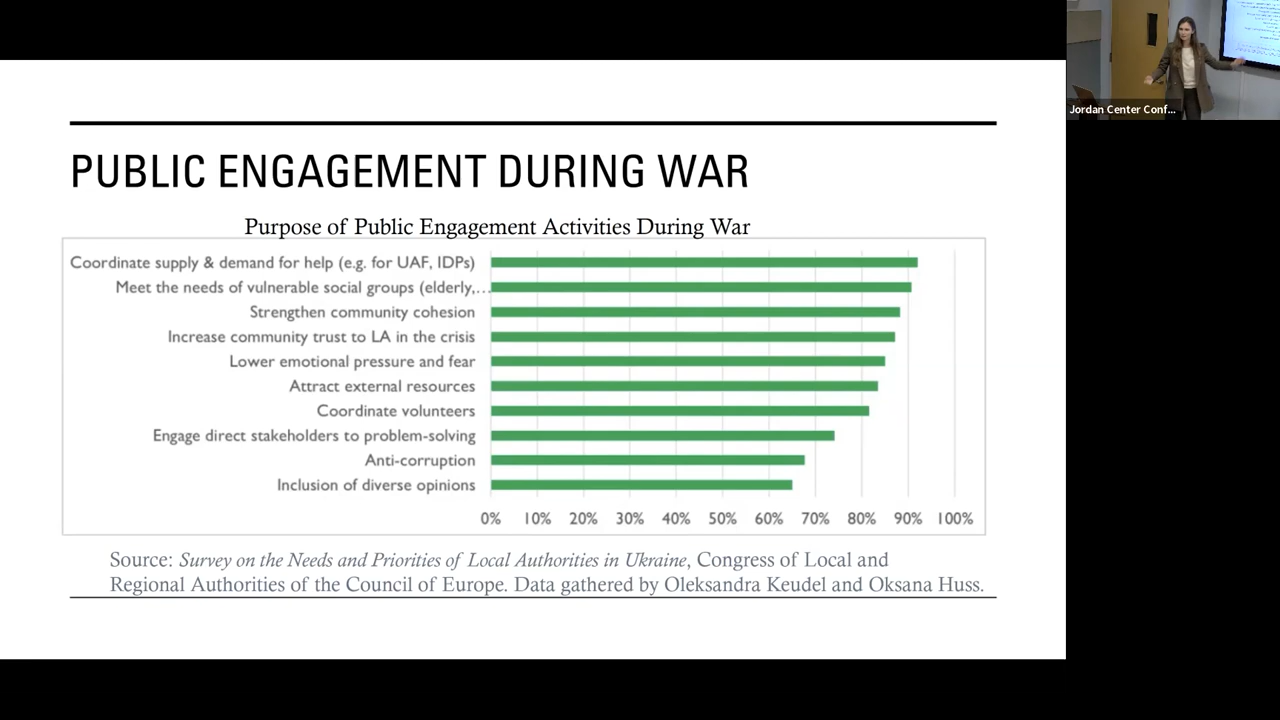 PUBLIC ENGAGEMENT DURING WAR
Purpose of Public Engagement Activities During War
Coordinate supply & demand for help (e.g. for UAF, IDPs)
Meet the needs of vulnerable social groups (elderly,…
Strengthen community cohesion
Increase community trust to LA in the crisis
Lower emotional pressure and fear
Attract external resources
Coordinate volunteers
Engage direct stakeholders to problem-solving
Anti-corruption
Inclusion of diverse opinions
0% 10% 20% 30% 40% 50% 60% 70% 80% 90% 100%
Source: Survey on the Needs and Priorities of Local Authorities in Ukraine, Congress of Local and
Regional Authorities of the Council of Europe. Data gathered by Oleksandra Keudel and Oksana Huss.
Jordan Center Conf...